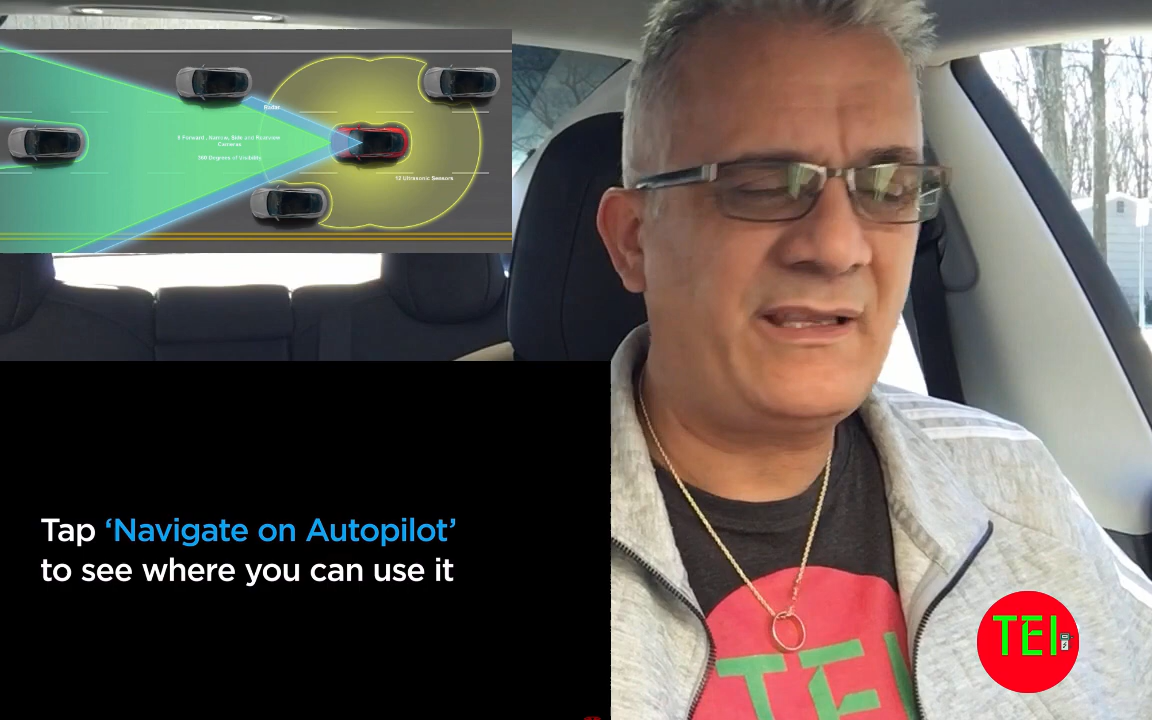 Radar
8 Forward, Narrow, Side and Rearview
Cameras
360 Degrees of Visibility
12 Ultrasonic Sensors
Tap ‘Navigate on Autopilot’
to see where you can use it
TEI
TEI